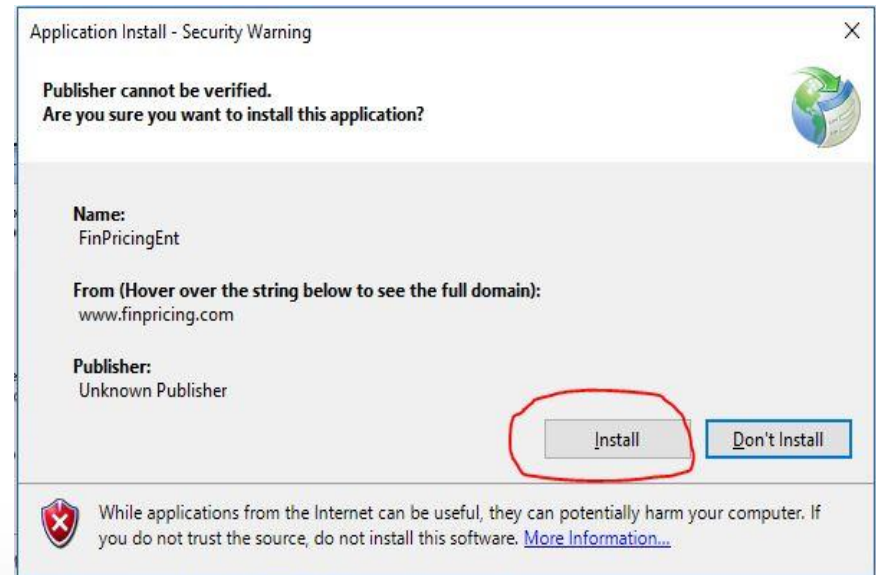 Application Install - Security Warning
Publisher cannot be verified.
Are you sure you want to install this application?
Name:
FinPricingEnt
From (Hover over the string below to see the full domain):
www.finpricing.com
Publisher:
Unknown Publisher
Install
Don't Install
While applications from the Internet can be useful, they can potentially harm your computer. If
you do not trust the source, do not install this software. More Information...